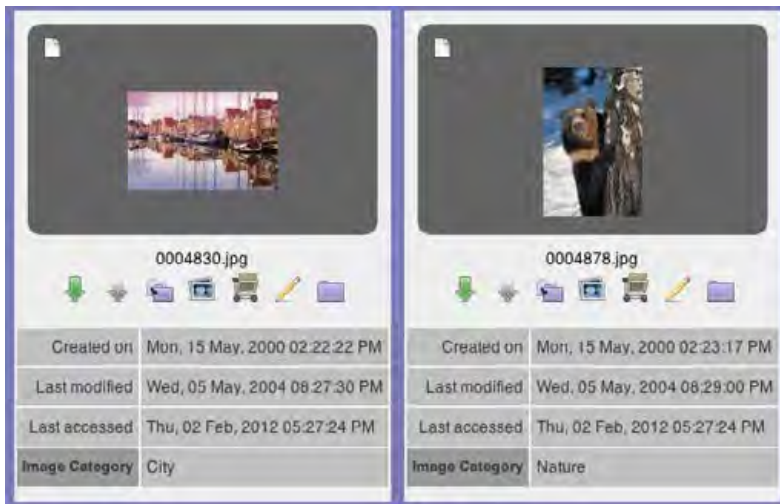 0004830.jpg
Created on Mon, 15 May, 2000 02:22:22 PM
Last modified Wed, 05 May, 2004 08:27:30 PM
Last accessed Thu, 02 Feb, 2012 05:27:24 PM
Image Category City
0004878.jpg
Created on Mon, 15 May, 2000 02:23:17 PM
Last modified Wed, 05 May, 2004 08:29:00 PM
Last accessed Thu, 02 Feb, 2012 05:27:24 PM
Image Category Nature